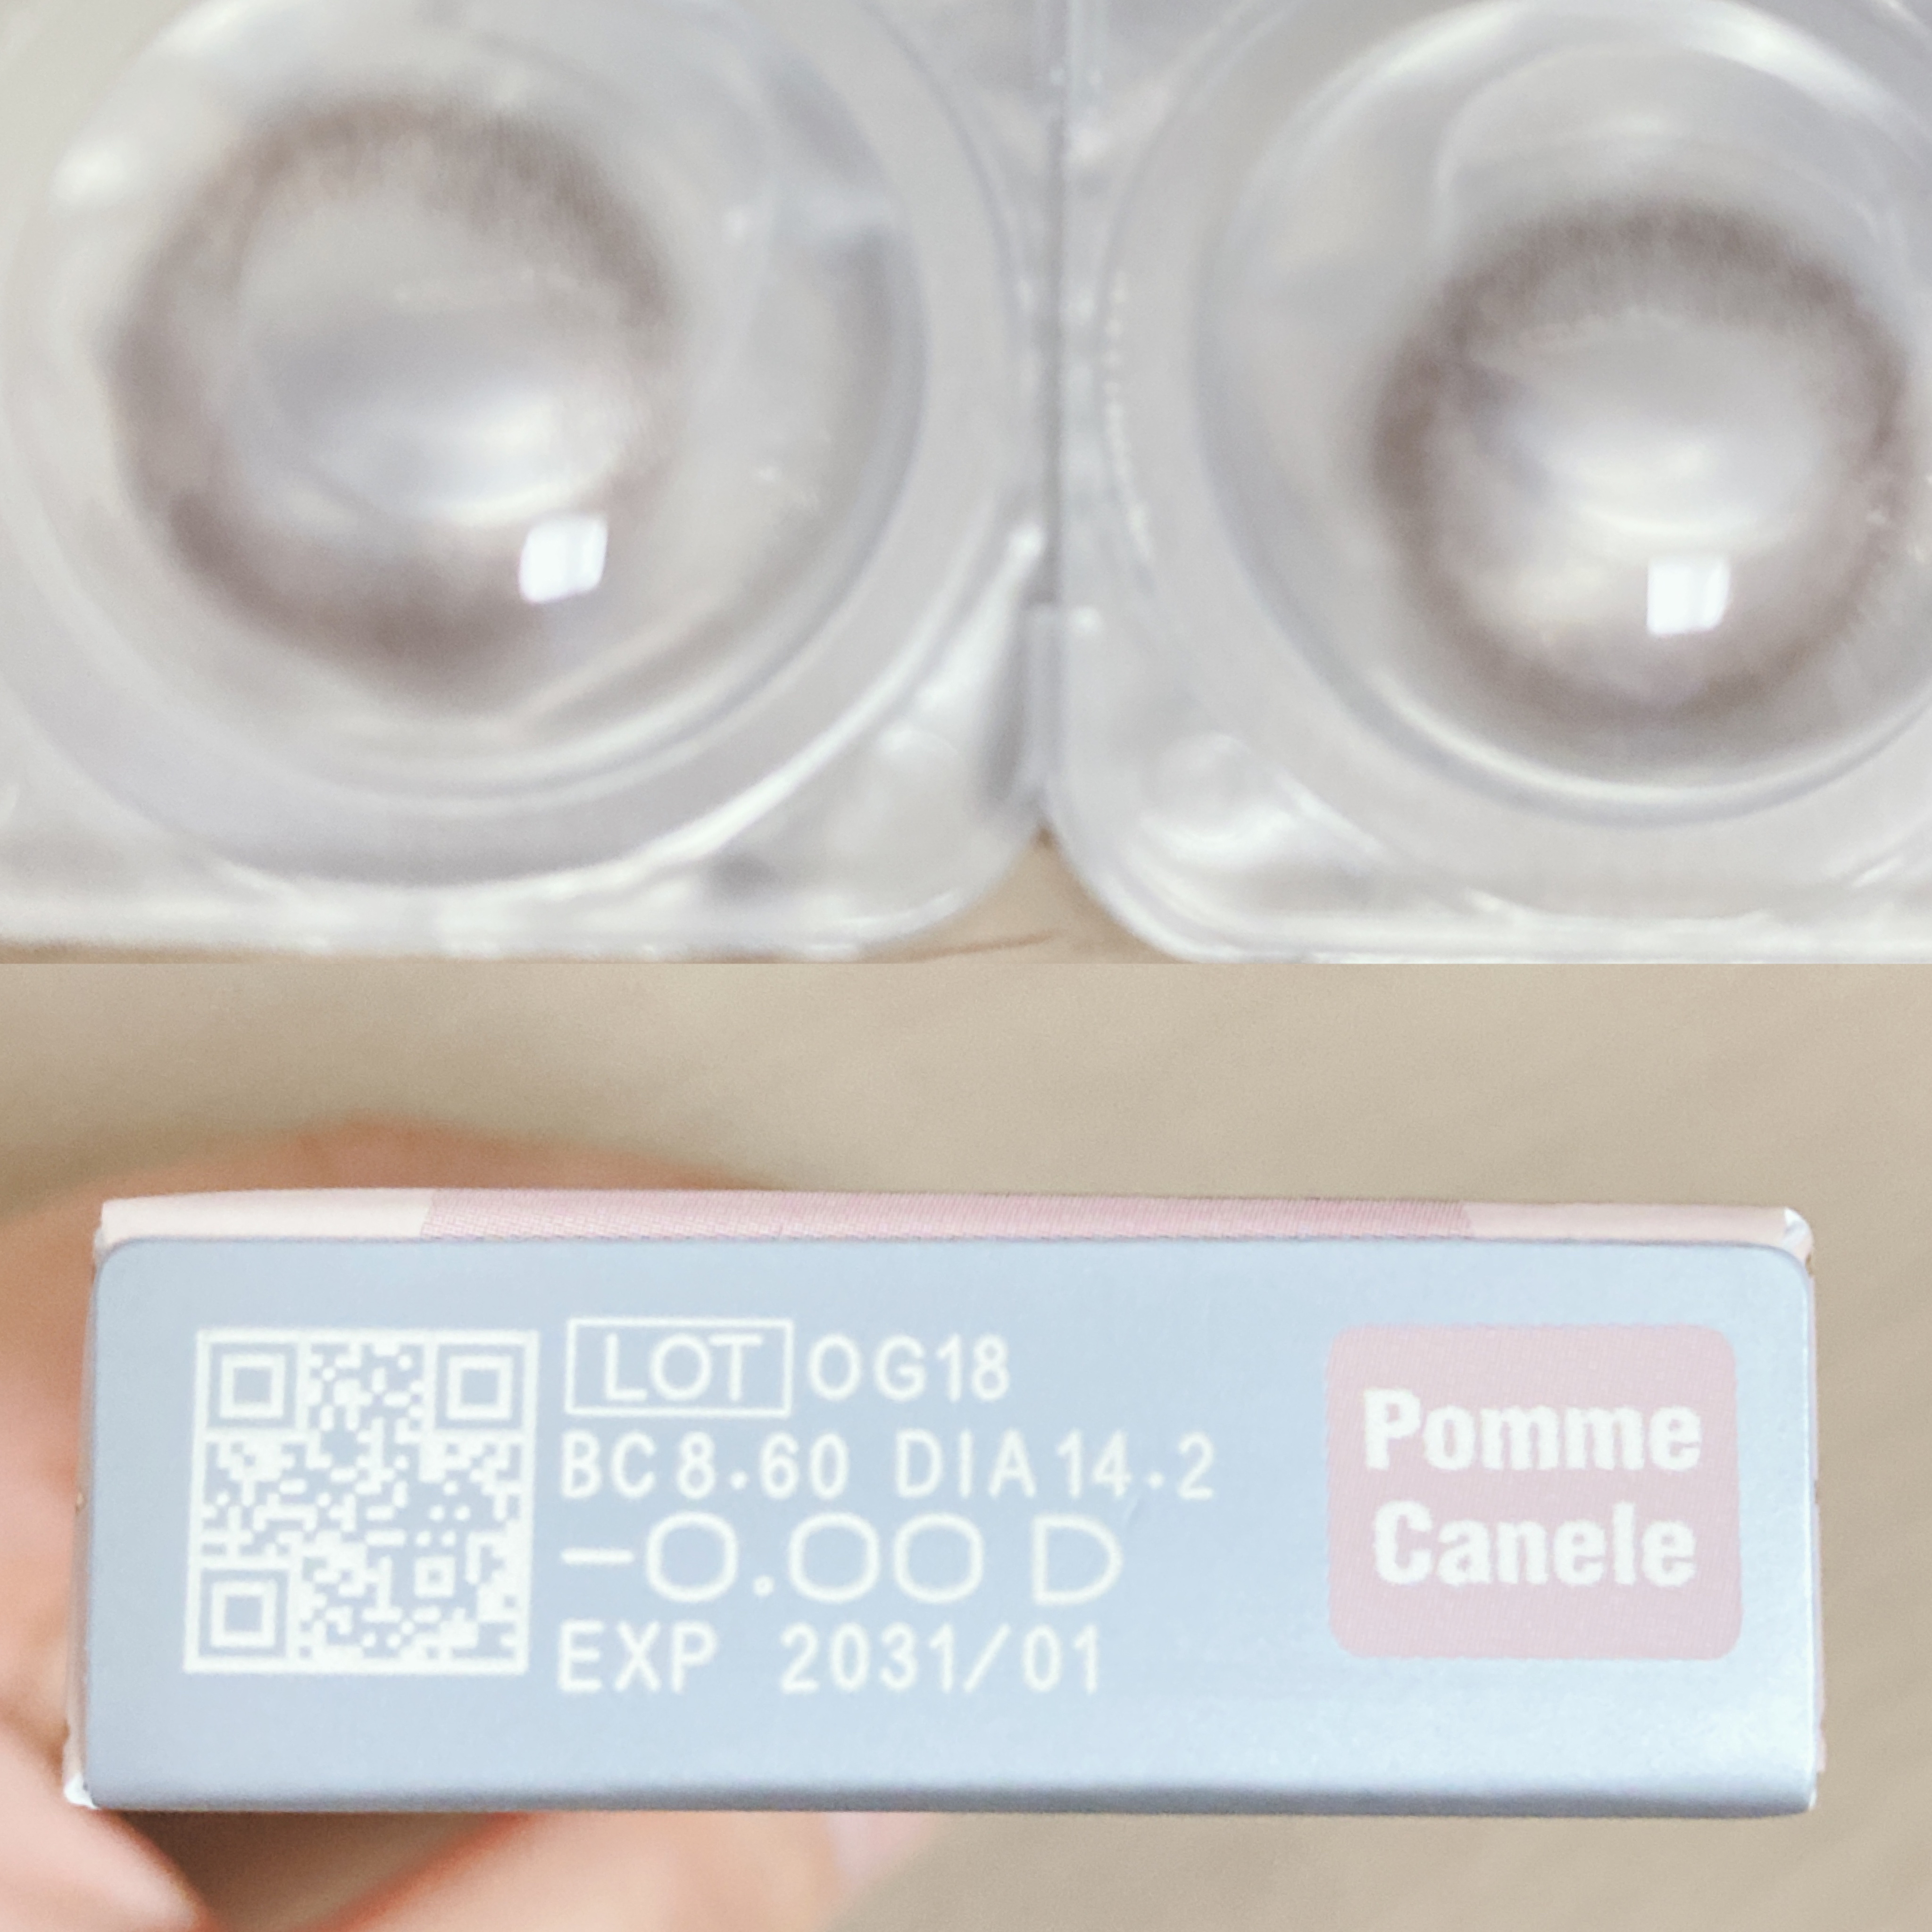 LOT OG18
BC 8.60 DIA 14.2
-0.00 D
EXP 2031/01
Pomme
Canele